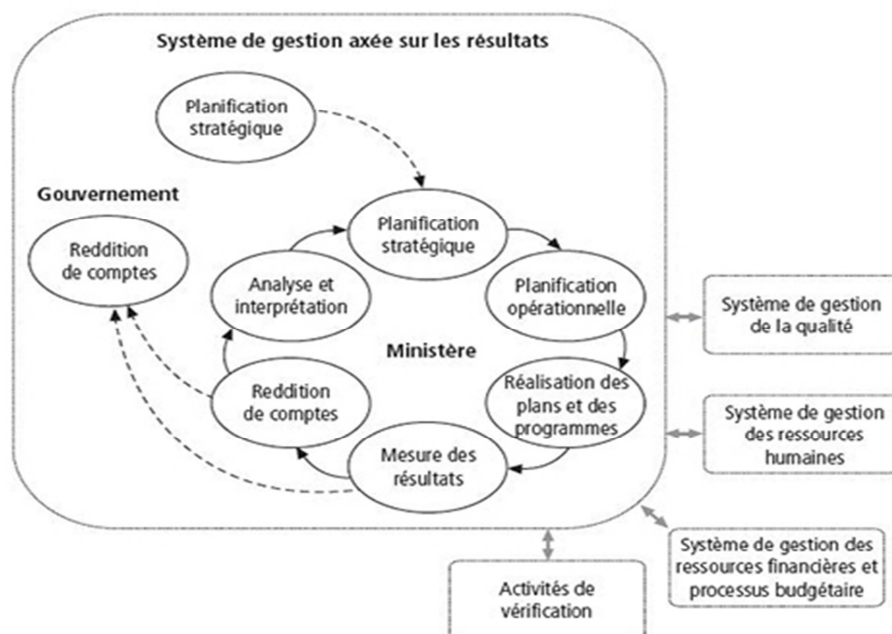 Système de gestion axée sur les résultats
Planification
stratégique
Gouvernement
Reddition
de comptes
Planification
stratégique
Analyse et
interprétation
Planification
opérationnelle
Ministère
Reddition
de comptes
Réalisation des
plans et des
programmes
Mesure des
résultats
Système de gestion
de la qualité
Système de gestion
des ressources
humaines
Système de gestion des
ressources financières et
processus budgétaire
Activités de
vérification